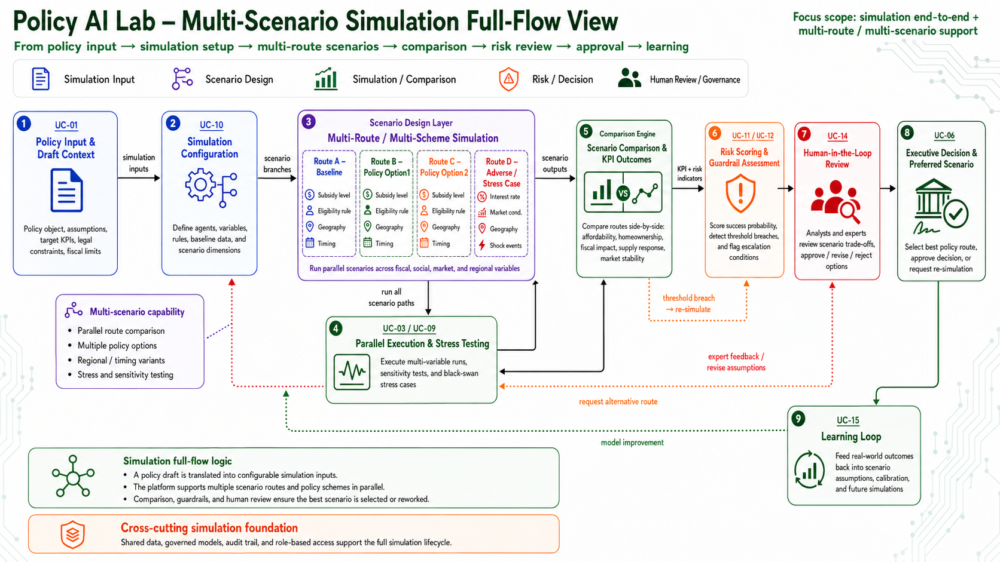 Policy AI Lab – Multi-Scenario Simulation Full-Flow View
From policy input → simulation setup → multi-route scenarios → comparison → risk review → approval → learning
Focus scope: simulation end-to-end +
multi-route / multi-scenario support
Simulation Input
Scenario Design
Simulation / Comparison
Risk / Decision
Human Review / Governance
1
UC-01
Policy Input &
Draft Context
Policy object, assumptions,
target KPIs, legal
constraints, fiscal limits
simulation
inputs
2
UC-10
Simulation
Configuration
Define agents, variables,
rules, baseline data, and
scenario dimensions
scenario
branches
3
Scenario Design Layer
Multi-Route / Multi-Scheme Simulation
Route A –
Baseline
$ Subsidy level
Eligibility rule
Geography
Timing
Route B –
Policy Option1
$ Subsidy level
Eligibility rule
Geography
Timing
Route C –
Policy Option 2
$ Subsidy level
Eligibility rule
Geography
Timing
Route D –
Adverse /
Stress Case
% Interest rate
Market cond.
Geography
Shock events
Run parallel scenarios across fiscal, social, market, and regional variables
scenario
outputs
5
Comparison Engine
Scenario Comparison &
KPI Outcomes
VS
Compare routes side-by-side:
affordability, homeownership,
fiscal impact, supply response,
market stability
KPI + risk
indicators
6
UC-11 / UC-12
Risk Scoring &
Guardrail Assessment
Score success probability,
detect threshold breaches,
and flag escalation
conditions
7
UC-14
Human-in-the-Loop
Review
Analysts and experts
review scenario trade-offs,
approve / revise / reject
options
8
UC-06
Executive Decision &
Preferred Scenario
Select best policy route,
approve decision, or
request re-simulation
Multi-scenario capability
• Parallel route comparison
• Multiple policy options
• Regional / timing variants
• Stress and sensitivity testing
run all
scenario paths
4
UC-03 / UC-09
Parallel Execution & Stress Testing
Execute multi-variable runs,
sensitivity tests, and black-swan
stress cases
threshold breach
→ re-simulate
expert feedback /
revise assumptions
request alternative route
model improvement
9
UC-15
Learning Loop
Feed real-world outcomes
back into scenario
assumptions, calibration,
and future simulations
Simulation full-flow logic
• A policy draft is translated into configurable simulation inputs.
• The platform supports multiple scenario routes and policy schemes in parallel.
• Comparison, guardrails, and human review ensure the best scenario is selected or reworked.
Cross-cutting simulation foundation
Shared data, governed models, audit trail, and role-based access support the full simulation lifecycle.